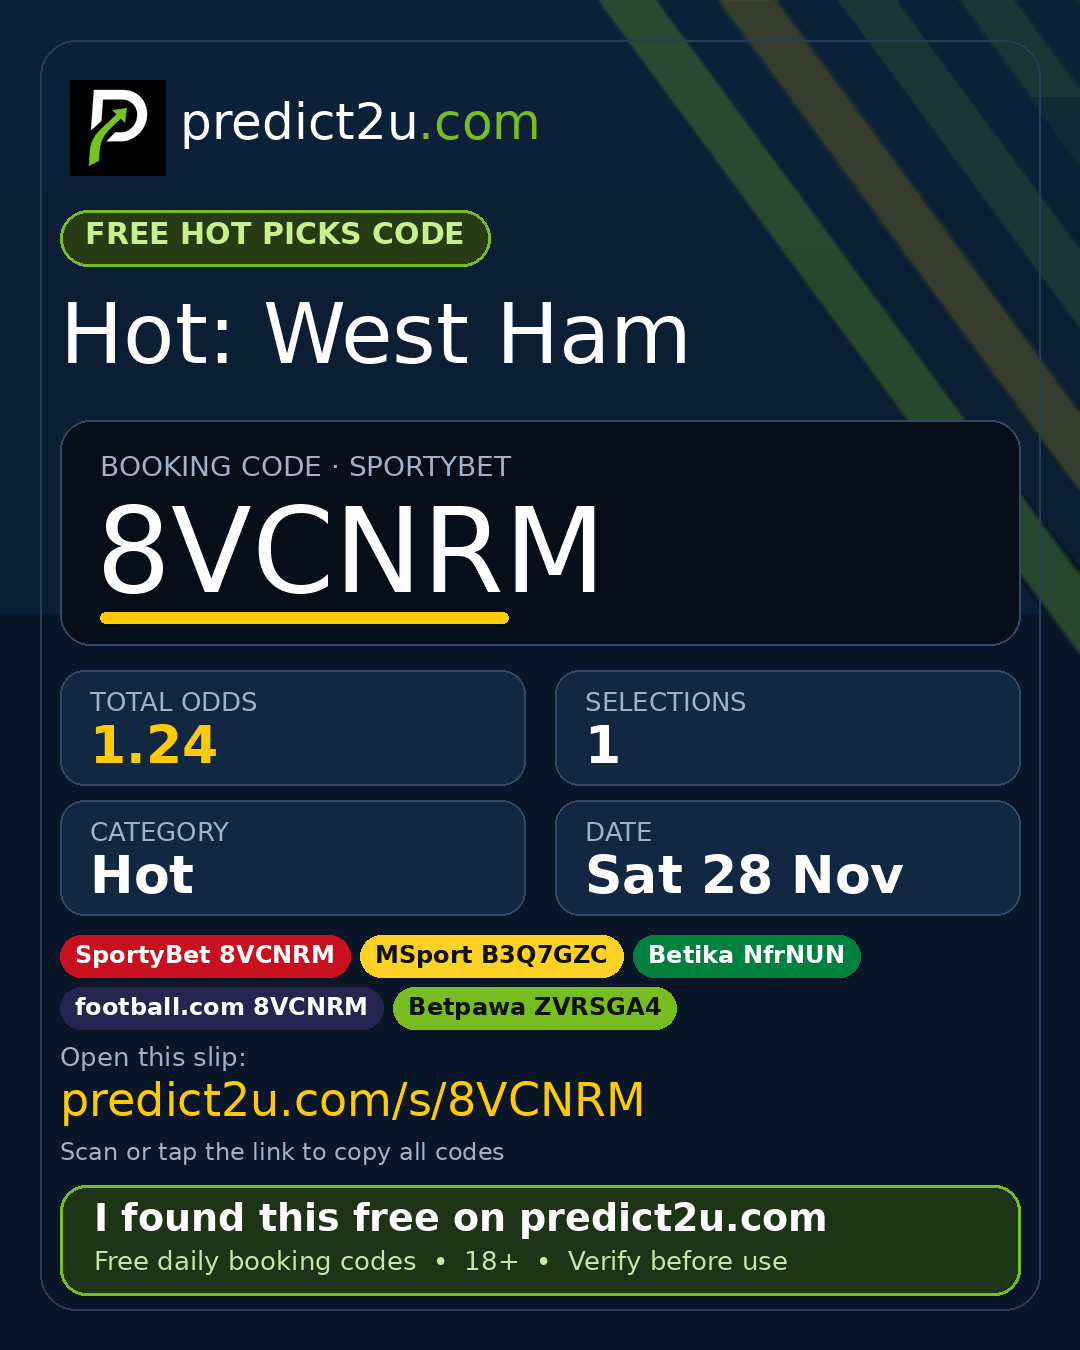 predict2u.com
FREE HOT PICKS CODE
Hot: West Ham
BOOKING CODE · SPORTYBET
8VCNRM
TOTAL ODDS
1.24
SELECTIONS
1
CATEGORY
Hot
DATE
Sat 28 Nov
SportyBet 8VCNRM
MSport B3Q7GZC
Betika NfrNUN
football.com 8VCNRM
Betpawa ZVRSGA4
Open this slip:
predict2u.com/s/8VCNRM
Scan or tap the link to copy all codes
I found this free on predict2u.com
Free daily booking codes • 18+ • Verify before use